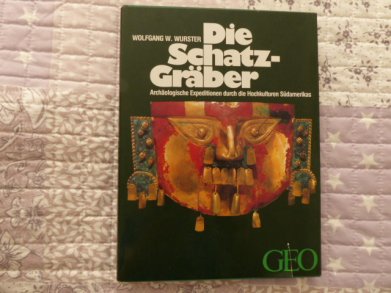 WOLFGANG W. WURSTER
Die
Schatz-
Gräber
Archäologische Expeditionen durch die Hochkulturen Südamerikas
GEO